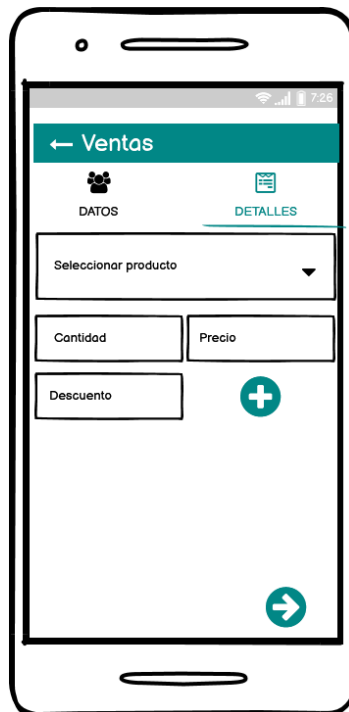 7:26
← Ventas
DATOS
DETALLES
Seleccionar producto
Cantidad
Precio
Descuento